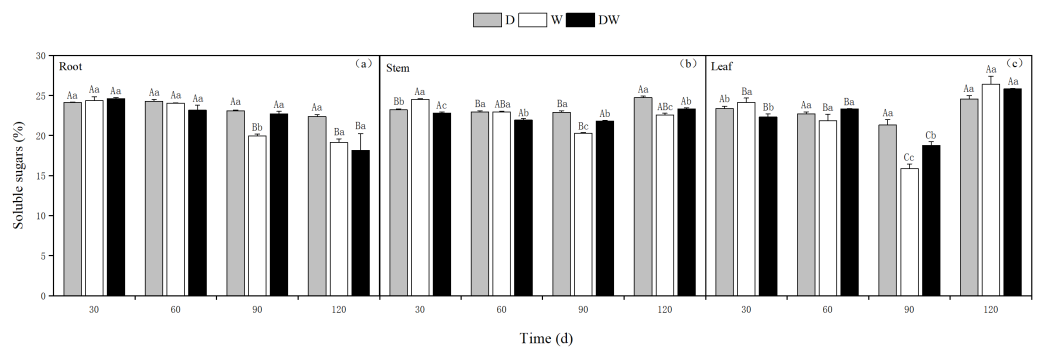 D W DW
Root (a) Stem (b) Leaf (c)
Soluble sugars (%)
30
25
20
15
10
5
0
Aa Aa Aa Aa Aa Aa Aa Bb Aa Aa Ba Ba
Bb Aa Ac Ba ABa Ab Ba Bc Ab Aa ABc Ab
Ab Ba Bb Aa Ba Ba Aa Cc Cb Aa Aa Aa
30 60 90 120 30 60 90 120 30 60 90 120
Time (d)